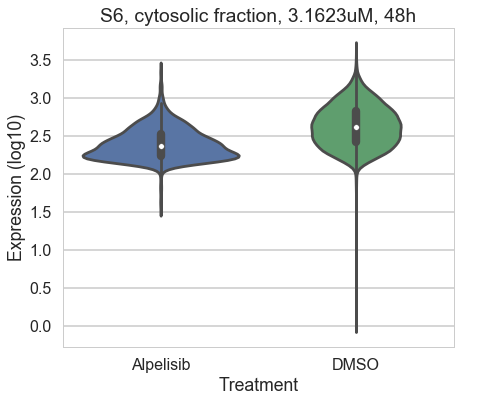 S6, cytosolic fraction, 3.1623uM, 48h
Expression (log10)
3.5
3.0
2.5
2.0
1.5
1.0
0.5
0.0
Alpelisib DMSO
Treatment